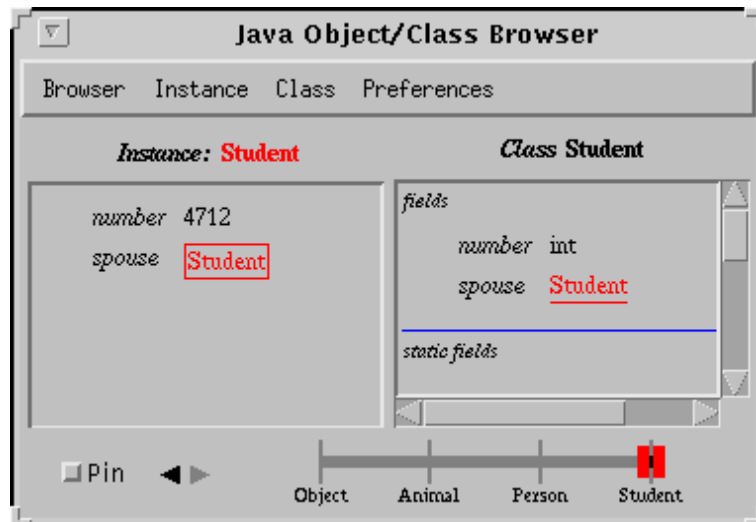 Java Object/Class Browser
Browser Instance Class Preferences
Instance: Student
number 4712
spouse Student
Class Student
fields
number int
spouse Student
static fields
Pin
Object Animal Person Student